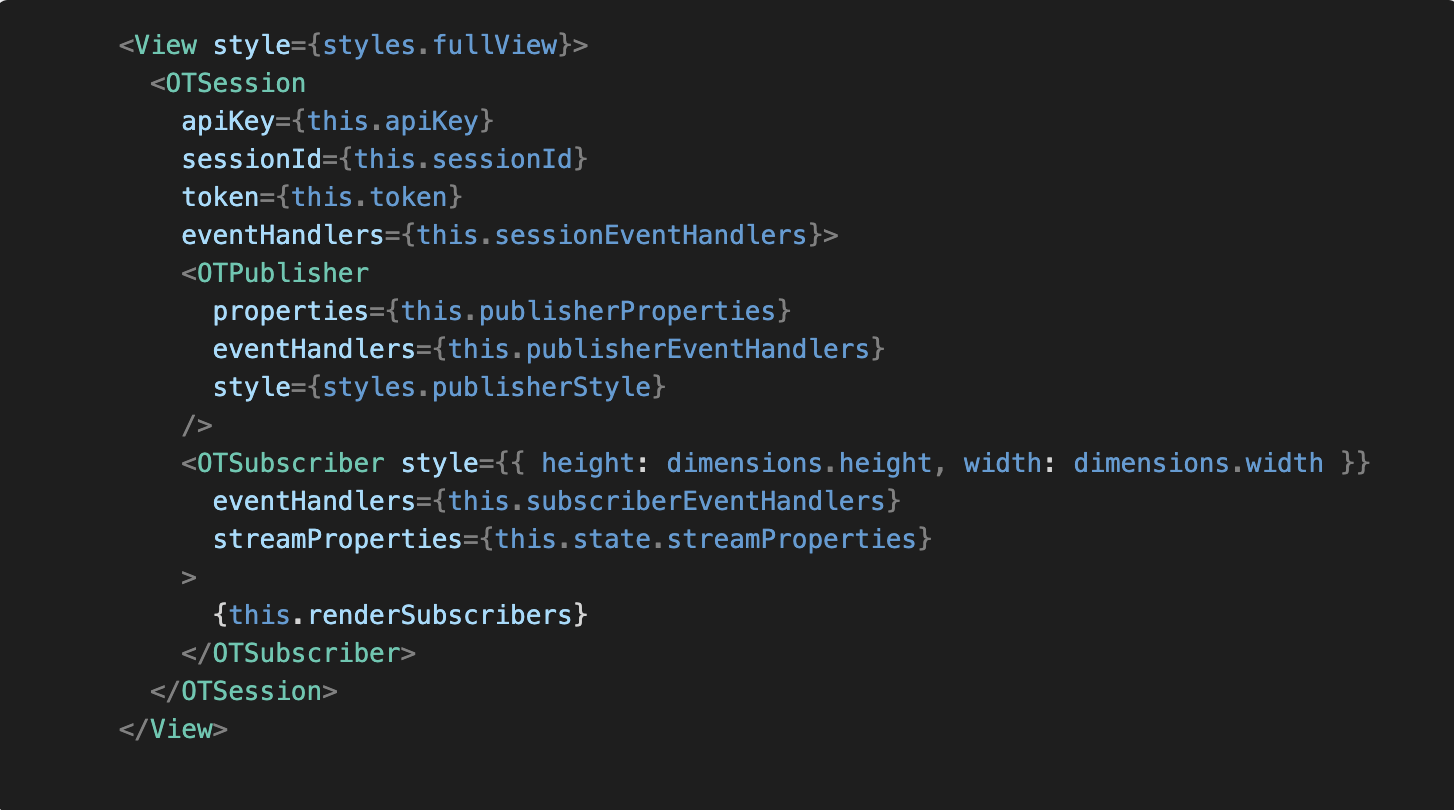 <View style={styles.fullView}>
<OTSession
apiKey={this.apiKey}
sessionId={this.sessionId}
token={this.token}
eventHandlers={this.sessionEventHandlers}>
<OTPublisher
properties={this.publisherProperties}
eventHandlers={this.publisherEventHandlers}
style={styles.publisherStyle}
/>
<OTSubscriber style={{ height: dimensions.height, width: dimensions.width }}
eventHandlers={this.subscriberEventHandlers}
streamProperties={this.state.streamProperties}
>
{this.renderSubscribers}
</OTSubscriber>
</OTSession>
</View>